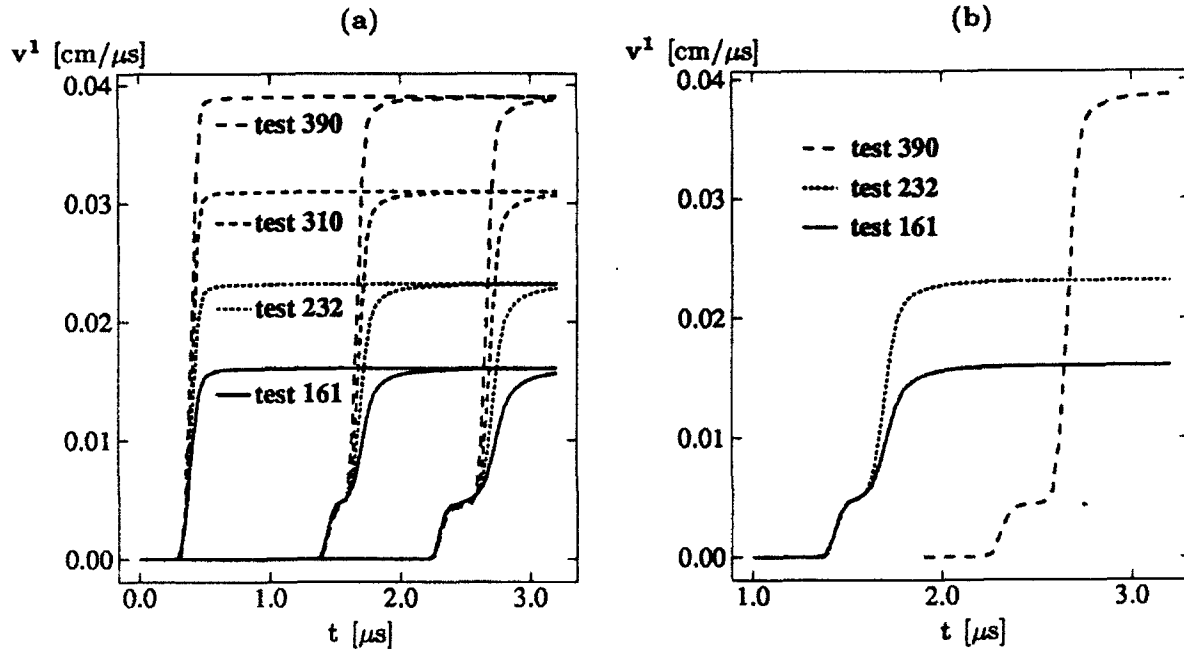 (a)
v¹ [cm/μs]
0.04
0.03
0.02
0.01
0.00
test 390
test 310
test 232
test 161
0.0
1.0
2.0
3.0
t [μs]
(b)
v¹ [cm/μs]
0.04
0.03
0.02
0.01
0.00
test 390
test 232
test 161
1.0
2.0
3.0
t [μs]